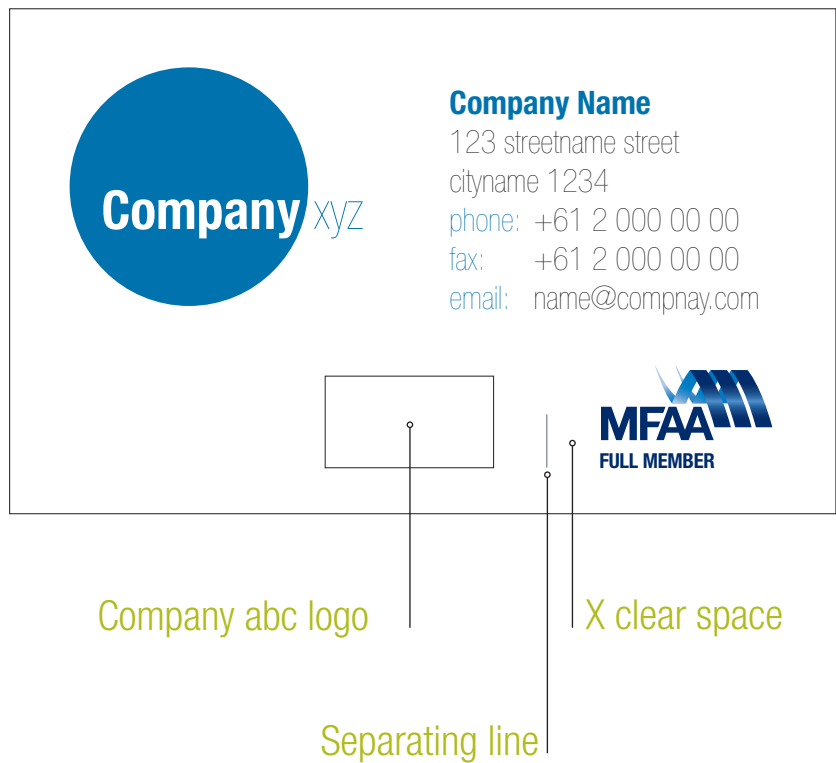 Company xyz
Company Name
123 streetname street
cityname 1234
phone: +61 2 000 00 00
fax: +61 2 000 00 00
email: name@compnay.com
MFAA
FULL MEMBER
Company abc logo
X clear space
Separating line